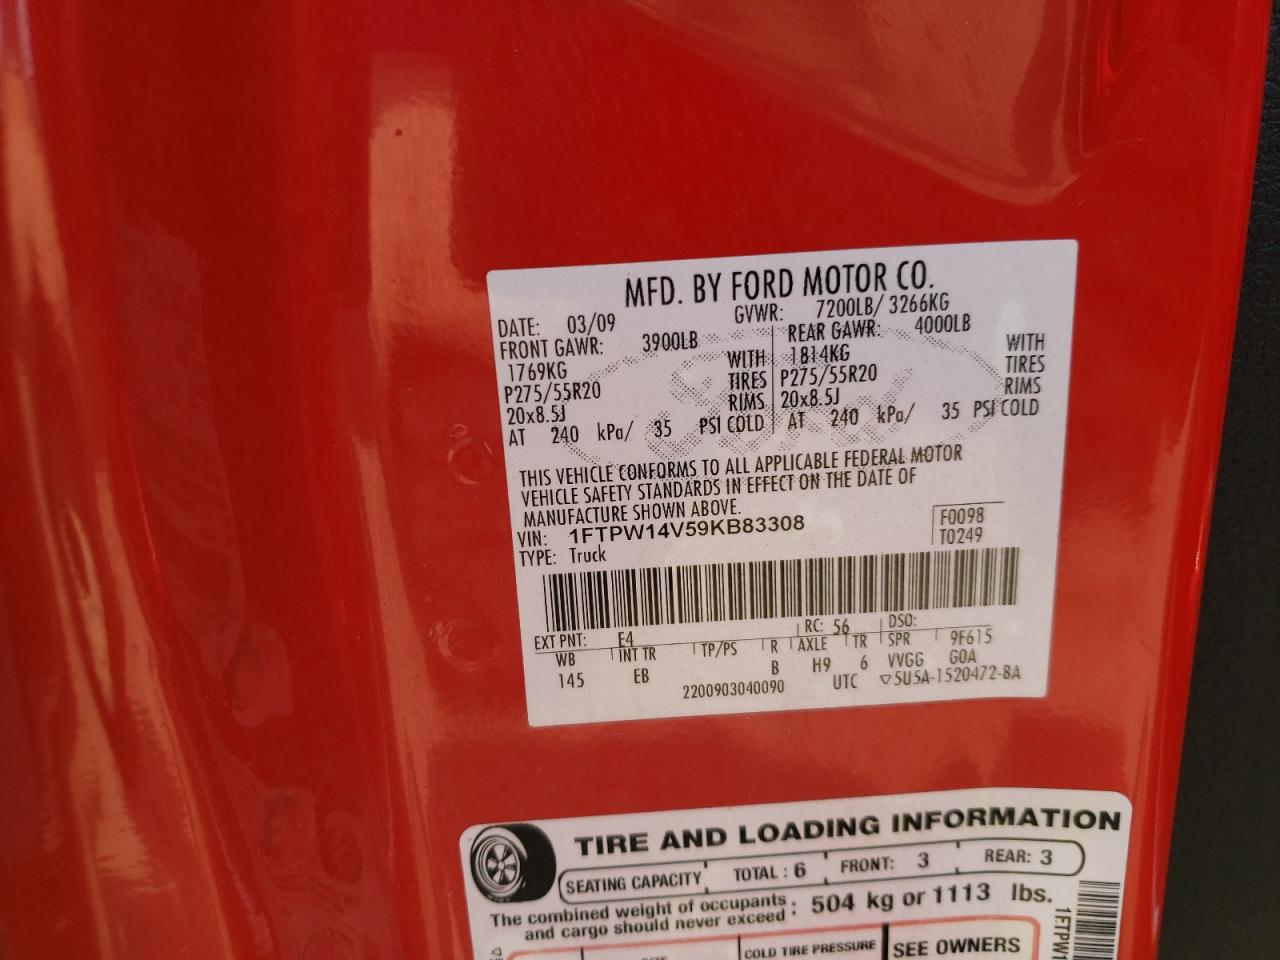 MFD. BY FORD MOTOR CO.
DATE: 03/09 GVWR: 7200LB/ 3266KG
FRONT GAWR: 3900LB REAR GAWR: 4000LB
1769KG WITH 1814KG WITH
P275/55R20 TIRES P275/55R20 TIRES
20x8.5J RIMS 20x8.5J RIMS
AT 240 kPa/ 35 PSI COLD AT 240 kPa/ 35 PSI COLD
THIS VEHICLE CONFORMS TO ALL APPLICABLE FEDERAL MOTOR
VEHICLE SAFETY STANDARDS IN EFFECT ON THE DATE OF
MANUFACTURE SHOWN ABOVE.
VIN: 1FTPW14V59KB83308 F0098
TYPE: Truck T0249
EXT PNT: E4 RC: 56 DSO:
WB INT TR TP/PS R AXLE TR SPR 9F615
145 EB B H9 6 VVGG G0A
2200903040090 UTC ▽5U5A-1520472-BA
TIRE AND LOADING INFORMATION
SEATING CAPACITY TOTAL : 6 FRONT: 3 REAR: 3
The combined weight of occupants
and cargo should never exceed : 504 kg or 1113 lbs.
COLD TIRE PRESSURE SEE OWNERS
1FTPW1